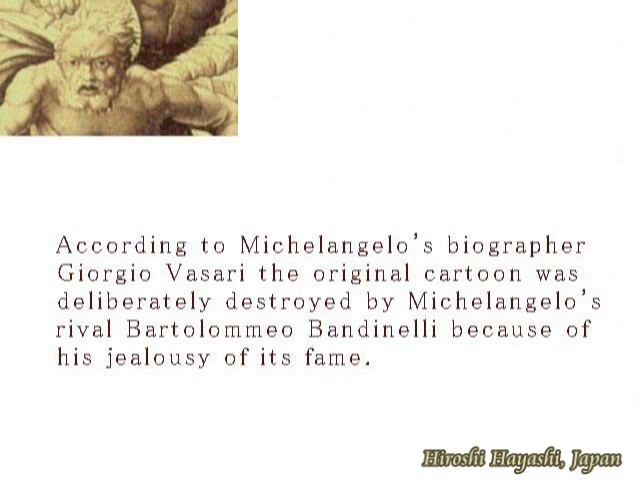 According to Michelangelo's biographer
Giorgio Vasari the original cartoon was
deliberately destroyed by Michelangelo's
rival Bartolommeo Bandinelli because of
his jealousy of its fame.
Hiroshi Hayashi, Japan